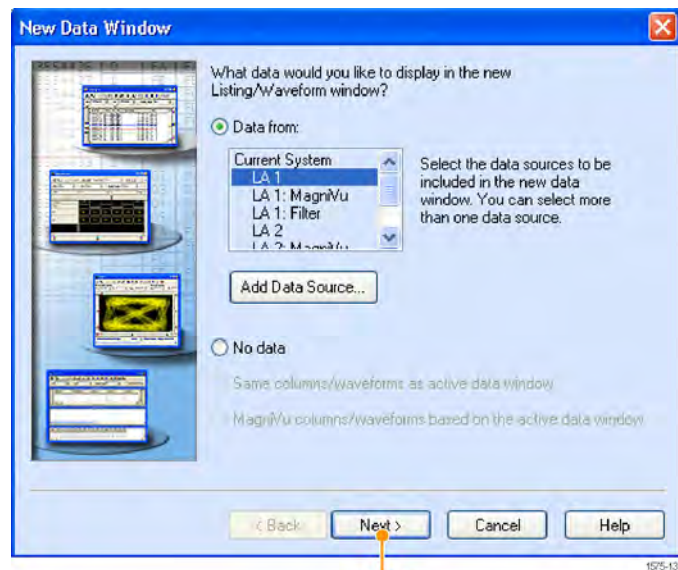 New Data Window
What data would you like to display in the new
Listing/Waveform window?
Data from:
Current System
LA 1
LA 1: MagniVu
LA 1: Filter
LA 2
LA 2: MagniVu
Select the data sources to be
included in the new data
window. You can select more
than one data source.
Add Data Source...
No data
Same columns/waveforms as active data window
MagniVu columns/waveforms based on the active data window
< Back
Next >
Cancel
Help
1575-13